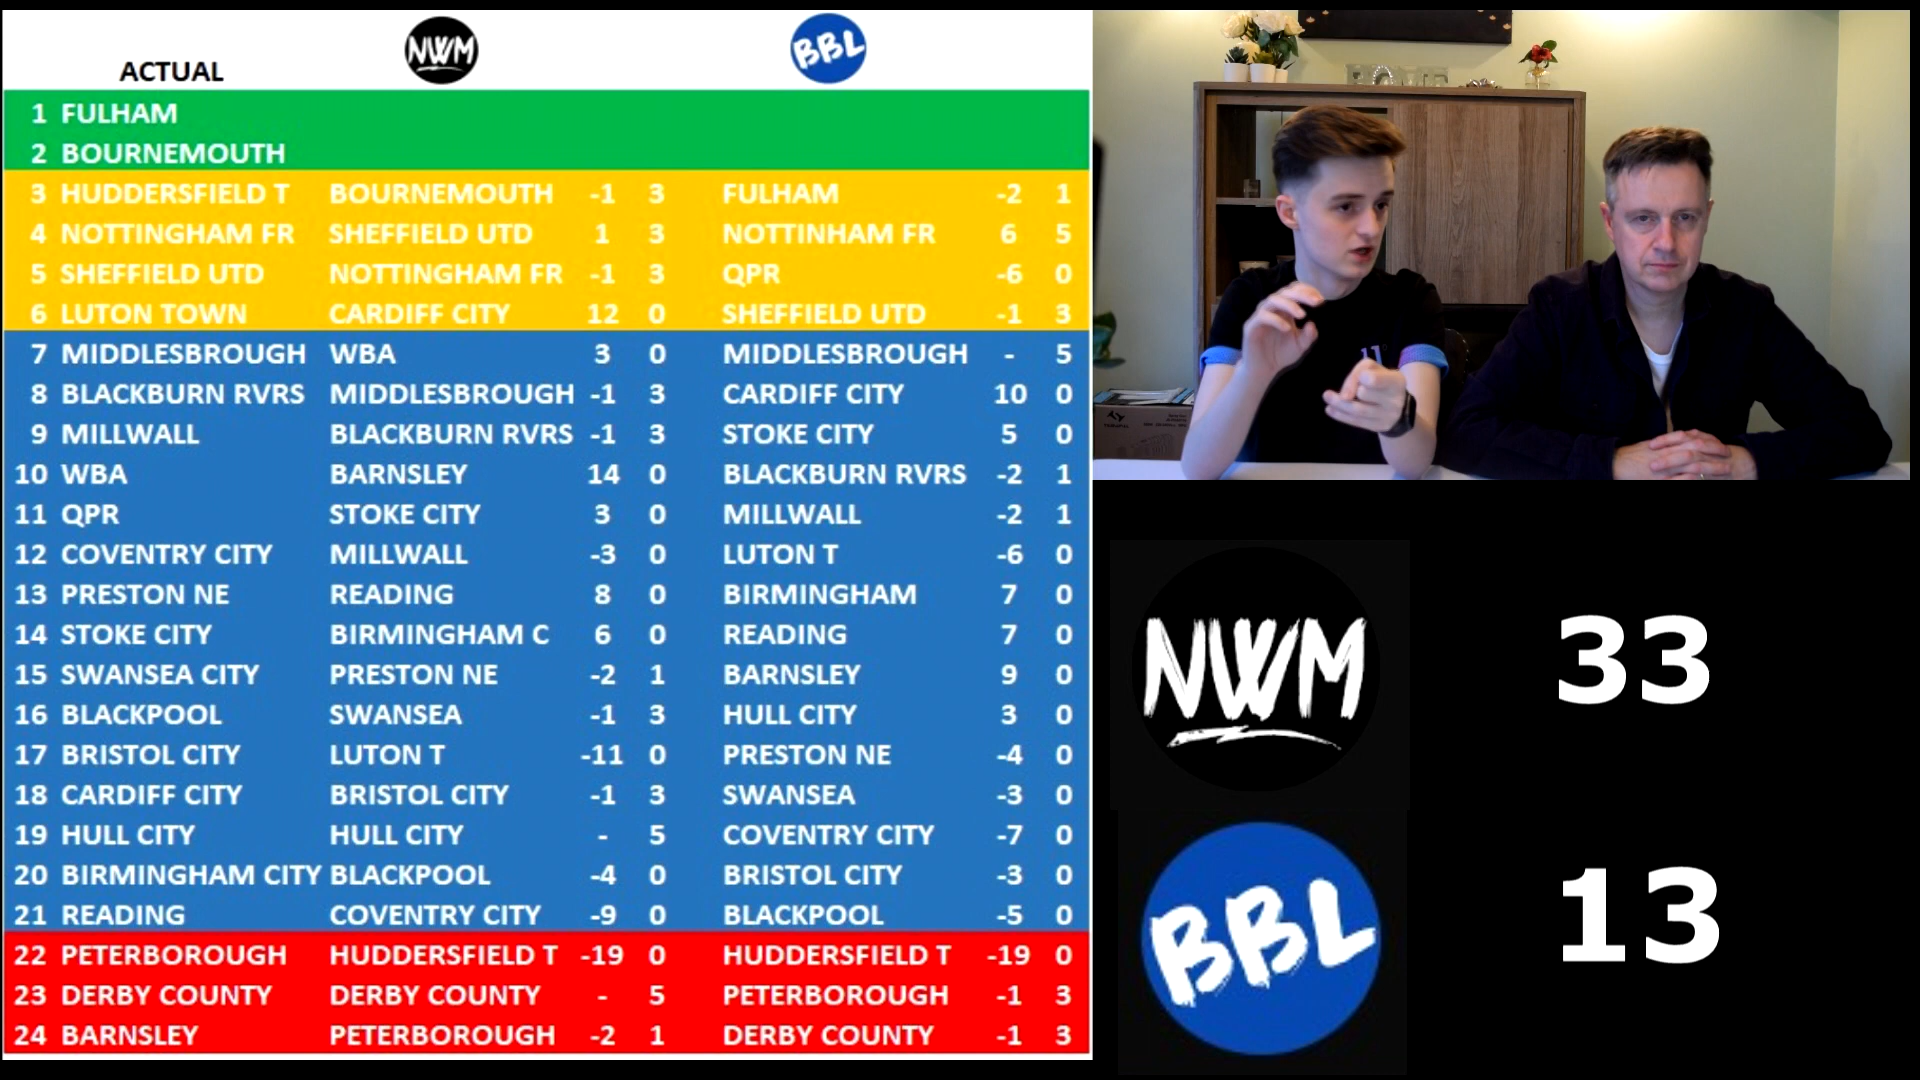 ACTUAL NWM BBL
1 FULHAM
2 BOURNEMOUTH
3 HUDDERSFIELD T BOURNEMOUTH -1 3 FULHAM -2 1
4 NOTTINGHAM FR SHEFFIELD UTD 1 3 NOTTINHAM FR 6 5
5 SHEFFIELD UTD NOTTINGHAM FR -1 3 QPR -6 0
6 LUTON TOWN CARDIFF CITY 12 0 SHEFFIELD UTD -1 3
7 MIDDLESBROUGH WBA 3 0 MIDDLESBROUGH - 5
8 BLACKBURN RVRS MIDDLESBROUGH -1 3 CARDIFF CITY 10 0
9 MILLWALL BLACKBURN RVRS -1 3 STOKE CITY 5 0
10 WBA BARNSLEY 14 0 BLACKBURN RVRS -2 1
11 QPR STOKE CITY 3 0 MILLWALL -2 1
12 COVENTRY CITY MILLWALL -3 0 LUTON T -6 0
13 PRESTON NE READING 8 0 BIRMINGHAM 7 0
14 STOKE CITY BIRMINGHAM C 6 0 READING 7 0
15 SWANSEA CITY PRESTON NE -2 1 BARNSLEY 9 0
16 BLACKPOOL SWANSEA -1 3 HULL CITY 3 0
17 BRISTOL CITY LUTON T -11 0 PRESTON NE -4 0
18 CARDIFF CITY BRISTOL CITY -1 3 SWANSEA -3 0
19 HULL CITY HULL CITY - 5 COVENTRY CITY -7 0
20 BIRMINGHAM CITY BLACKPOOL -4 0 BRISTOL CITY -3 0
21 READING COVENTRY CITY -9 0 BLACKPOOL -5 0
22 PETERBOROUGH HUDDERSFIELD T -19 0 HUDDERSFIELD T -19 0
23 DERBY COUNTY DERBY COUNTY - 5 PETERBOROUGH -1 3
24 BARNSLEY PETERBOROUGH -2 1 DERBY COUNTY -1 3
NWM 33
BBL 13